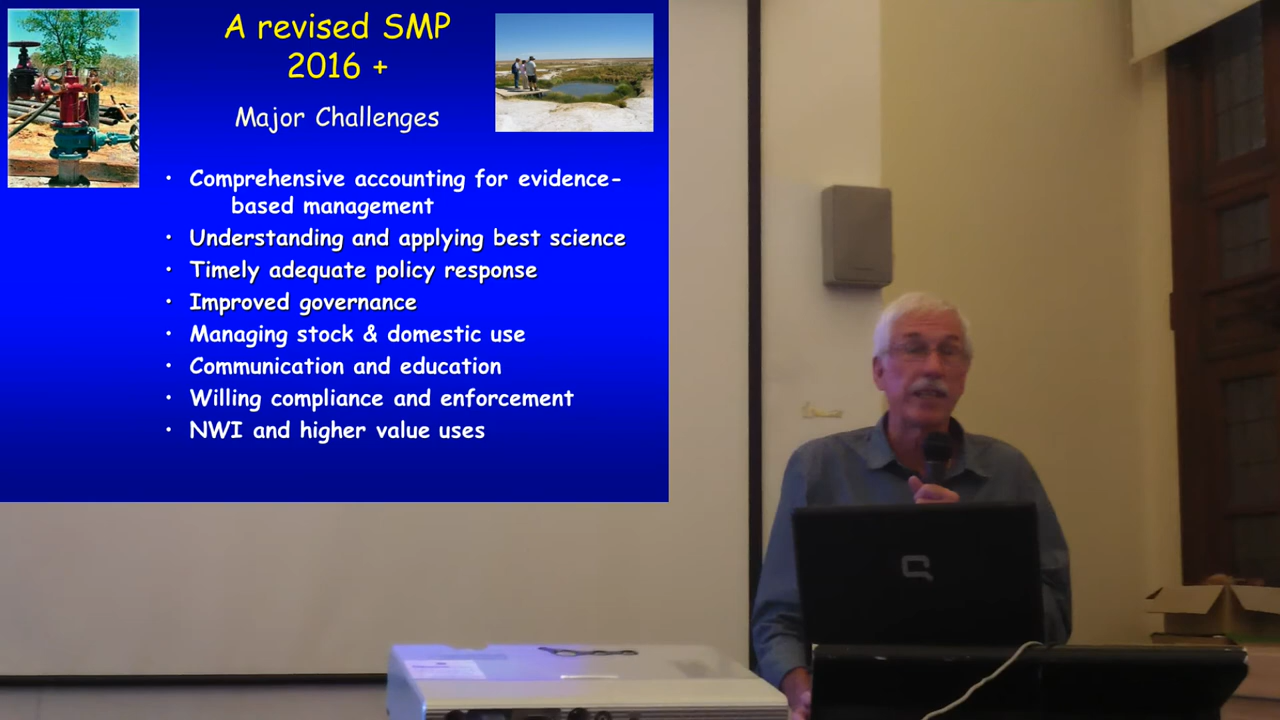 A revised SMP
2016 +
Major Challenges
• Comprehensive accounting for evidence-
based management
• Understanding and applying best science
• Timely adequate policy response
• Improved governance
• Managing stock & domestic use
• Communication and education
• Willing compliance and enforcement
• NWI and higher value uses